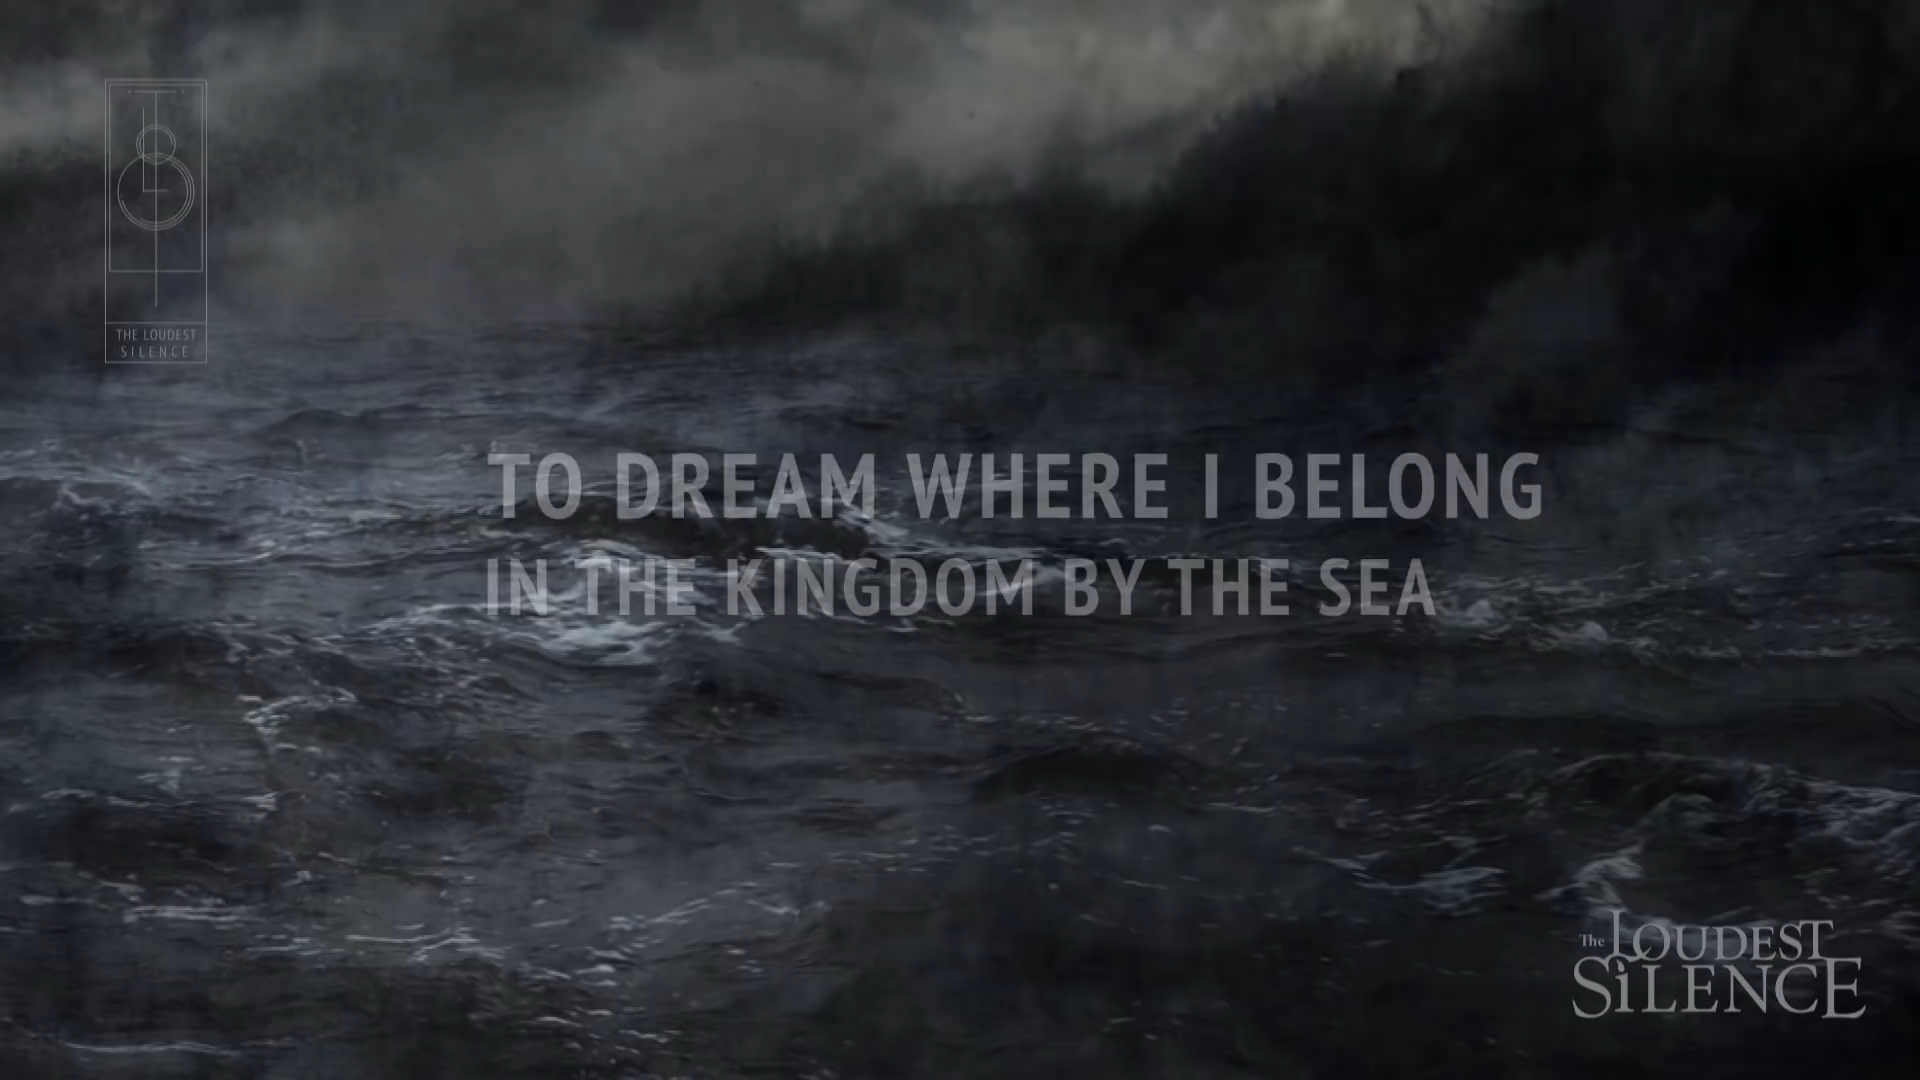 THE LOUDEST
SILENCE
TO DREAM WHERE I BELONG
IN THE KINGDOM BY THE SEA
The LOUDEST
SiLENCE